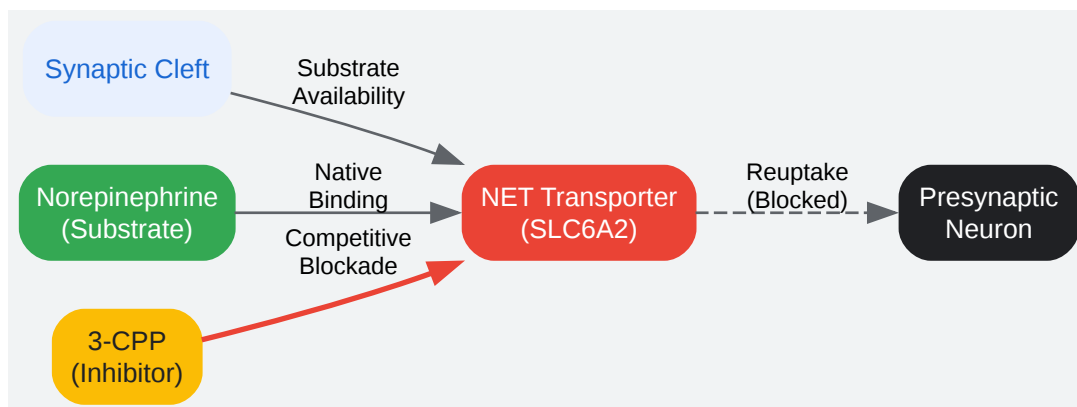 Synaptic Cleft
Substrate
Availability
Norepinephrine
(Substrate)
Native
Binding
Competitive
Blockade
NET Transporter
(SLC6A2)
Reuptake
(Blocked)
Presynaptic
Neuron
3-CPP
(Inhibitor)